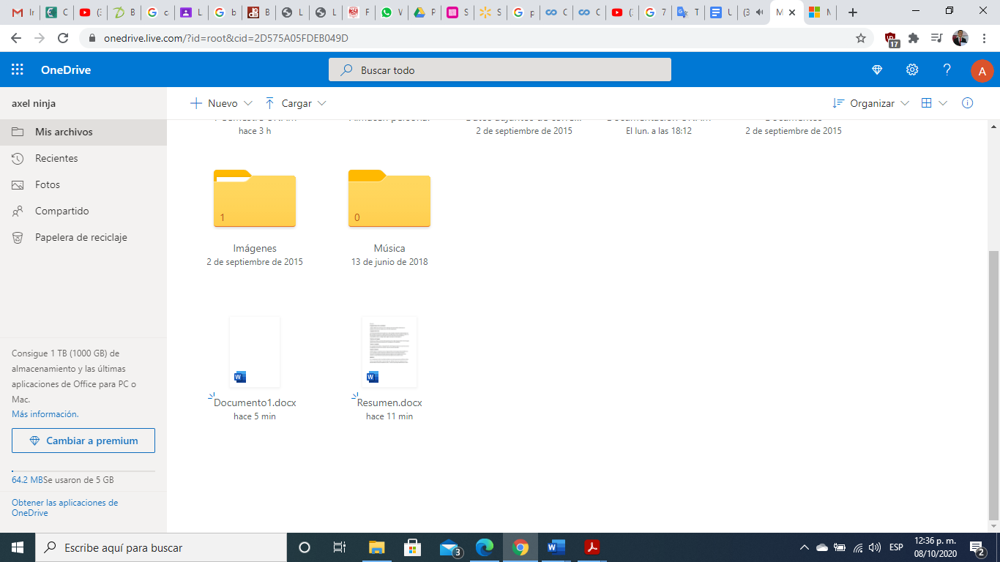 onedrive.live.com/?id=root&cid=2D575A05FDEB049D
17
OneDrive
Buscar todo
A
axel ninja
Nuevo
Cargar
Organizar
Mis archivos
Recientes
Fotos
Compartido
Papelera de reciclaje
hace 3 h
2 de septiembre de 2015
El lun. a las 18:12
2 de septiembre de 2015
1
0
Imágenes
Música
2 de septiembre de 2015
13 de junio de 2018
Documento1.docx
Resumen.docx
hace 5 min
hace 11 min
Consigue 1 TB (1000 GB) de
almacenamiento y las últimas
aplicaciones de Office para PC o
Mac.
Más información.
Cambiar a premium
64.2 MBSe usaron de 5 GB
Obtener las aplicaciones de
OneDrive
Escribe aquí para buscar
3
ESP
12:36 p. m.
08/10/2020
2